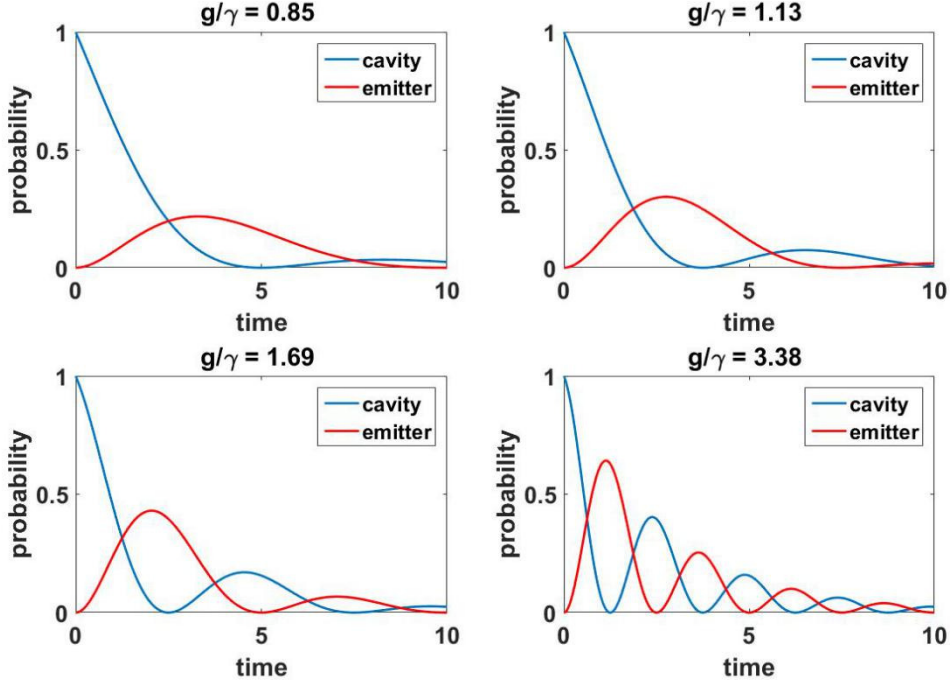 g/γ = 0.85
1
0.5
0
0
5
10
probability
time
cavity
emitter
g/γ = 1.13
1
0.5
0
0
5
10
probability
time
cavity
emitter
g/γ = 1.69
1
0.5
0
0
5
10
probability
time
cavity
emitter
g/γ = 3.38
1
0.5
0
0
5
10
probability
time
cavity
emitter